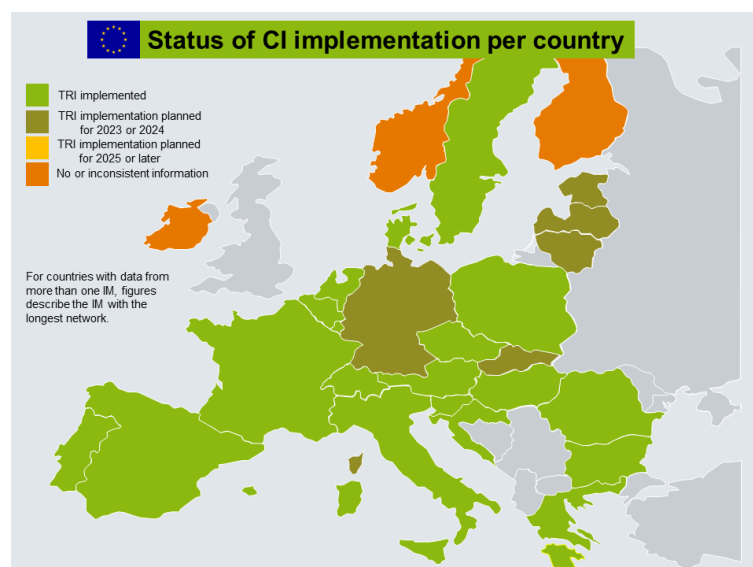 Status of CI implementation per country
TRI implemented
TRI implementation planned
for 2023 or 2024
TRI implementation planned
for 2025 or later
No or inconsistent information
For countries with data from
more than one IM, figures
describe the IM with the
longest network.